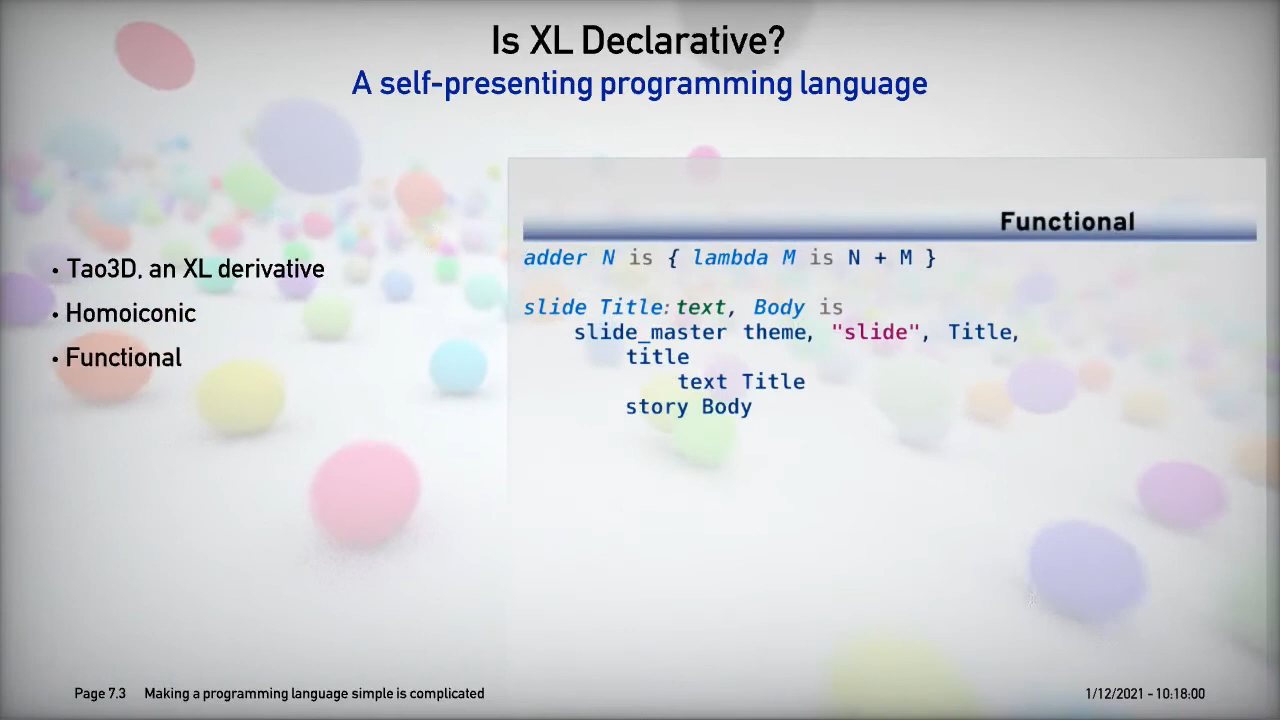 Is XL Declarative?
A self-presenting programming language
• Tao3D, an XL derivative
• Homoiconic
• Functional
Functional
adder N is { lambda M is N + M }
slide Title:text, Body is
slide_master theme, "slide", Title,
title
text Title
story Body
Page 7.3 Making a programming language simple is complicated
1/12/2021 - 10:18:00